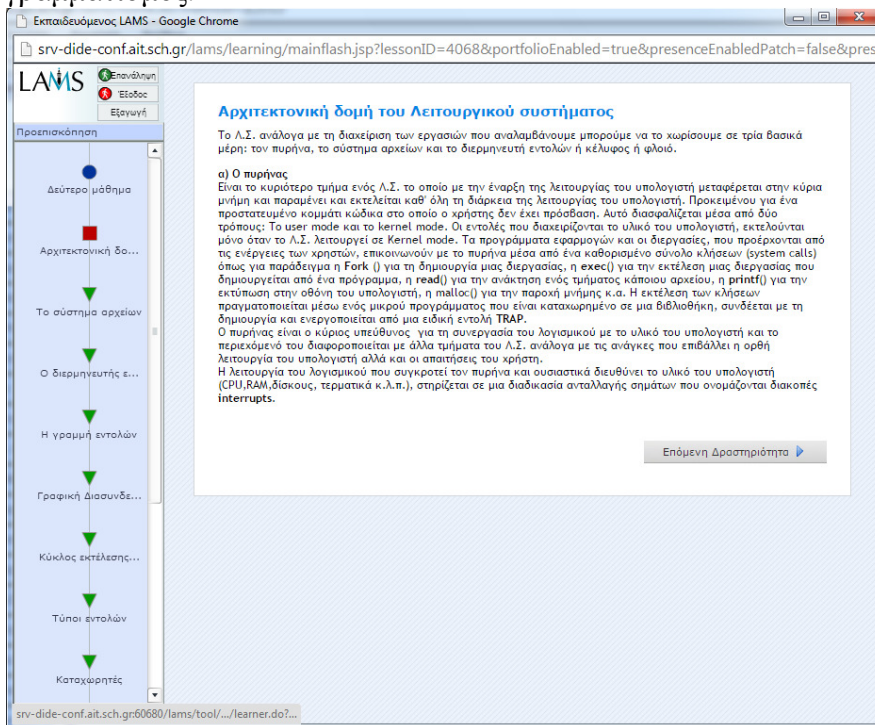 Εκπαιδευόμενος LAMS - Google Chrome
srv-dide-conf.ait.sch.gr/lams/learning/mainflash.jsp?lessonID=4068&portfolioEnabled=true&presenceEnabledPatch=false&pres
LAMS
Επανάληψη
Έξοδος
Εξαγωγή
Προεπισκόπηση
Δεύτερο μάθημα
Αρχιτεκτονική δο...
Το σύστημα αρχείων
Ο διερμηνευτής ε...
Η γραμμή εντολών
Γραφική Διασυνδε...
Κύκλος εκτέλεσης...
Τύποι εντολών
Καταχωρητές
Αρχιτεκτονική δομή του Λειτουργικού συστήματος
Το Λ.Σ. ανάλογα με τη διαχείριση των εργασιών που αναλαμβάνουμε μπορούμε να το χωρίσουμε σε τρία βασικά
μέρη: τον πυρήνα, το σύστημα αρχείων και το διερμηνευτή εντολών ή κέλυφος ή φλοιό.
α) Ο πυρήνας
Είναι το κυριότερο τμήμα ενός Λ.Σ. το οποίο με την έναρξη της λειτουργίας του υπολογιστή μεταφέρεται στην κύρια
μνήμη και παραμένει και εκτελείται καθ' όλη τη διάρκεια της λειτουργίας του υπολογιστή. Προκειμένου για ένα
προστατευμένο κομμάτι κώδικα στο οποίο ο χρήστης δεν έχει πρόσβαση. Αυτό διασφαλίζεται μέσα από δύο
τρόπους: Το user mode και το kernel mode. Οι εντολές που διαχειρίζονται το υλικό του υπολογιστή, εκτελούνται
μόνο όταν το Λ.Σ. λειτουργεί σε Kernel mode. Τα προγράμματα εφαρμογών και οι διεργασίες, που προέρχονται από
τις ενέργειες των χρηστών, επικοινωνούν με το πυρήνα μέσα από ένα καθορισμένο σύνολο κλήσεων (system calls)
όπως για παράδειγμα η Fork () για τη δημιουργία μιας διεργασίας, η exec() για την εκτέλεση μιας διεργασίας που
δημιουργείται από ένα πρόγραμμα, η read() για την ανάκτηση ενός τμήματος κάποιου αρχείου, η printf() για την
εκτύπωση στην οθόνη του υπολογιστή, η malloc() για την παροχή μνήμης κ.α. Η εκτέλεση των κλήσεων
πραγματοποιείται μέσω ενός μικρού προγράμματος που είναι καταχωρημένο σε μια βιβλιοθήκη, συνδέεται με τη
δημιουργία και ενεργοποιείται από μια ειδική εντολή TRAP.
Ο πυρήνας είναι ο κύριος υπεύθυνος για τη συνεργασία του λογισμικού με το υλικό του υπολογιστή και το
περιεχόμενό του διαφοροποιείται με άλλα τμήματα του Λ.Σ. ανάλογα με τις ανάγκες που επιβάλλει η ορθή
λειτουργία του υπολογιστή αλλά και οι απαιτήσεις του χρήστη.
Η λειτουργία του λογισμικού που συγκροτεί τον πυρήνα και ουσιαστικά διευθύνει το υλικό του υπολογιστή
(CPU,RAM,δίσκους, τερματικά κ.λ.π.), στηρίζεται σε μια διαδικασία ανταλλαγής σημάτων που ονομάζονται διακοπές
interrupts.
Επόμενη Δραστηριότητα
srv-dide-conf.ait.sch.gr:60680/lams/tool/.../learner.do?...